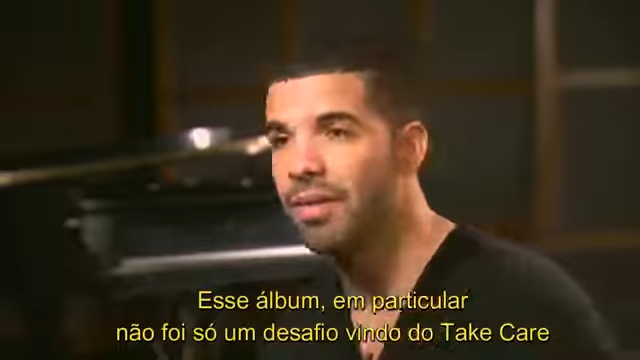 Esse álbum, em particular
não foi só um desafio vindo do Take Care